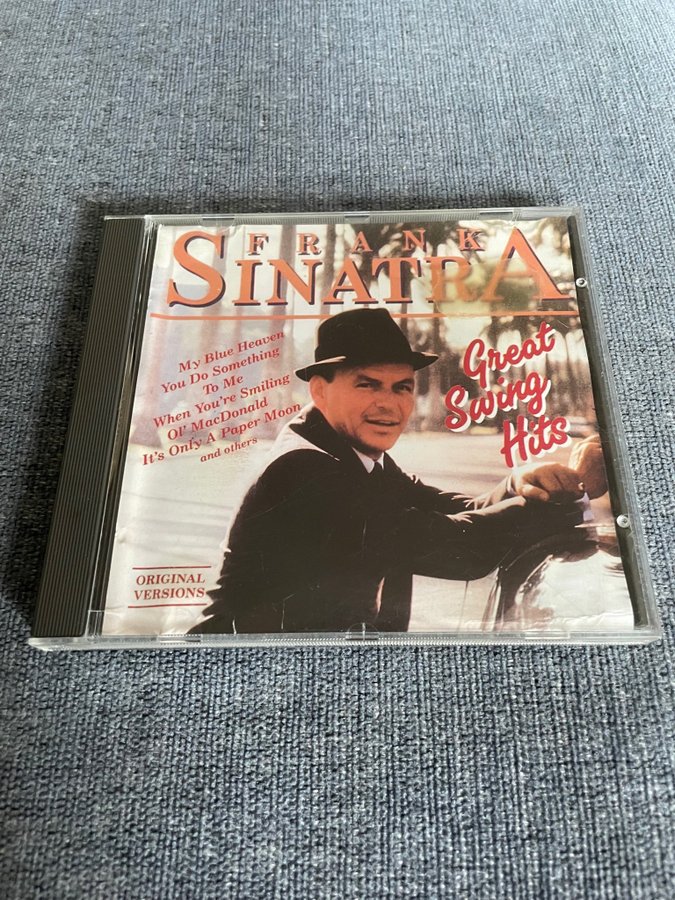 FRANK
SINATRA
My Blue Heaven
You Do Something
To Me
When You're Smiling
Ol' MacDonald
It's Only A Paper Moon
and others
Great
Swing
Hits
ORIGINAL
VERSIONS